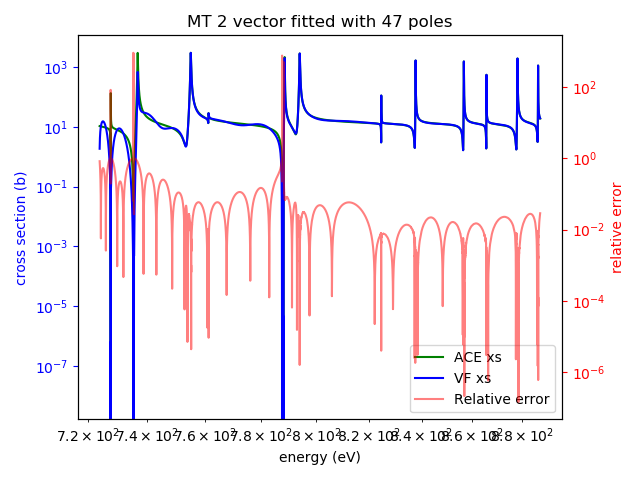 MT 2 vector fitted with 47 poles
cross section (b)
10³
10¹
10⁻¹
10⁻³
10⁻⁵
10⁻⁷
10²
10⁰
10⁻²
10⁻⁴
10⁻⁶
relative error
ACE xs
VF xs
Relative error
7.2 × 10² 7.4 × 10² 7.6 × 10² 7.8 × 10² 8 × 10² 8.2 × 10² 8.4 × 10² 8.6 × 10² 8.8 × 10²
energy (eV)